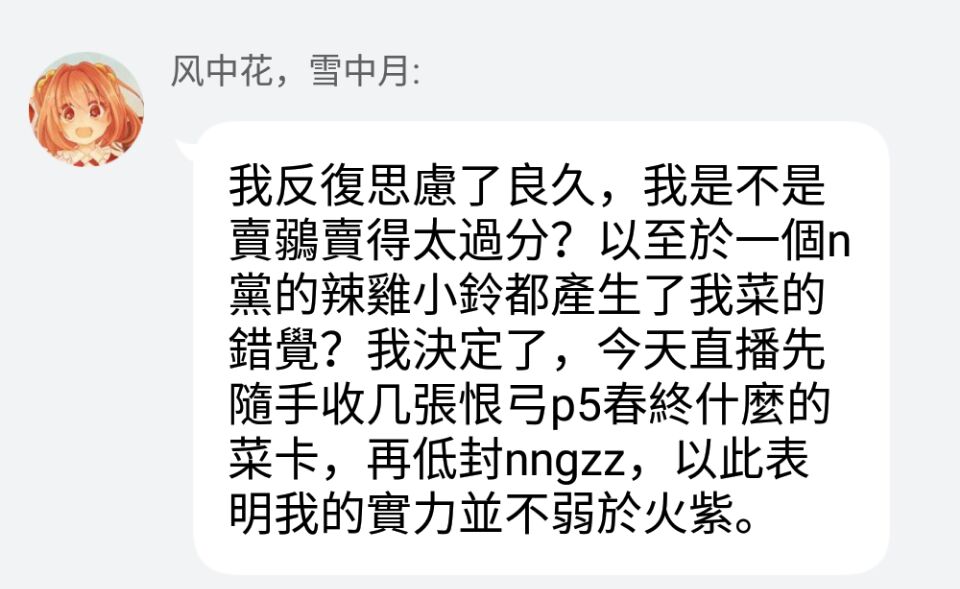 风中花，雪中月:
我反復思慮了良久，我是不是
賣鶸賣得太過分？以至於一個n
黨的辣雞小鈴都產生了我菜的
錯覺？我決定了，今天直播先
隨手收几張恨弓p5春終什麼的
菜卡，再低封nngzz，以此表
明我的實力並不弱於火紫。